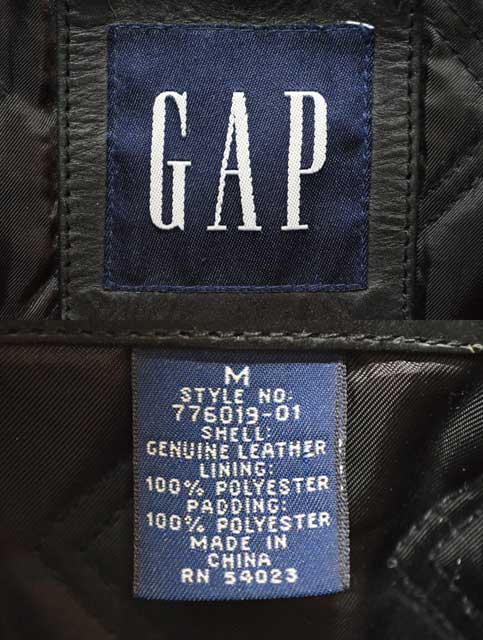 GAP
M
STYLE NO:
776019-01
SHELL:
GENUINE LEATHER
LINING:
100% POLYESTER
PADDING:
100% POLYESTER
MADE IN
CHINA
RN 54023